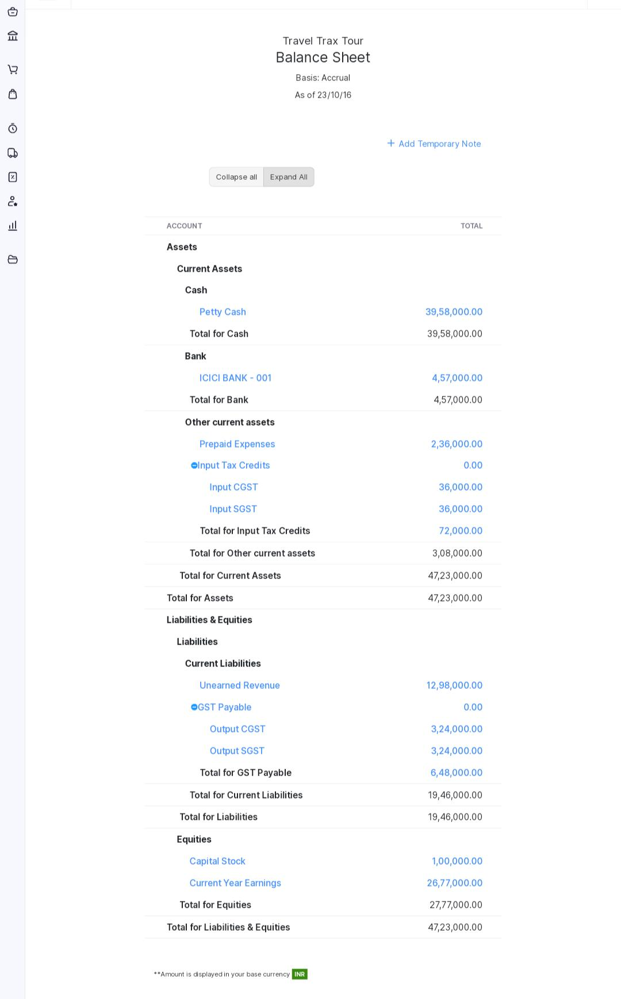 Travel Trax Tour
Balance Sheet
Basis: Accrual
As of 23/10/16
+ Add Temporary Note
Collapse all Expand All
ACCOUNT TOTAL
Assets
Current Assets
Cash
Petty Cash 39,58,000.00
Total for Cash 39,58,000.00
Bank
ICICI BANK - 001 4,57,000.00
Total for Bank 4,57,000.00
Other current assets
Prepaid Expenses 2,36,000.00
Input Tax Credits 0.00
Input CGST 36,000.00
Input SGST 36,000.00
Total for Input Tax Credits 72,000.00
Total for Other current assets 3,08,000.00
Total for Current Assets 47,23,000.00
Total for Assets 47,23,000.00
Liabilities & Equities
Liabilities
Current Liabilities
Unearned Revenue 12,98,000.00
GST Payable 0.00
Output CGST 3,24,000.00
Output SGST 3,24,000.00
Total for GST Payable 6,48,000.00
Total for Current Liabilities 19,46,000.00
Total for Liabilities 19,46,000.00
Equities
Capital Stock 1,00,000.00
Current Year Earnings 26,77,000.00
Total for Equities 27,77,000.00
Total for Liabilities & Equities 47,23,000.00
**Amount is displayed in your base currency INR